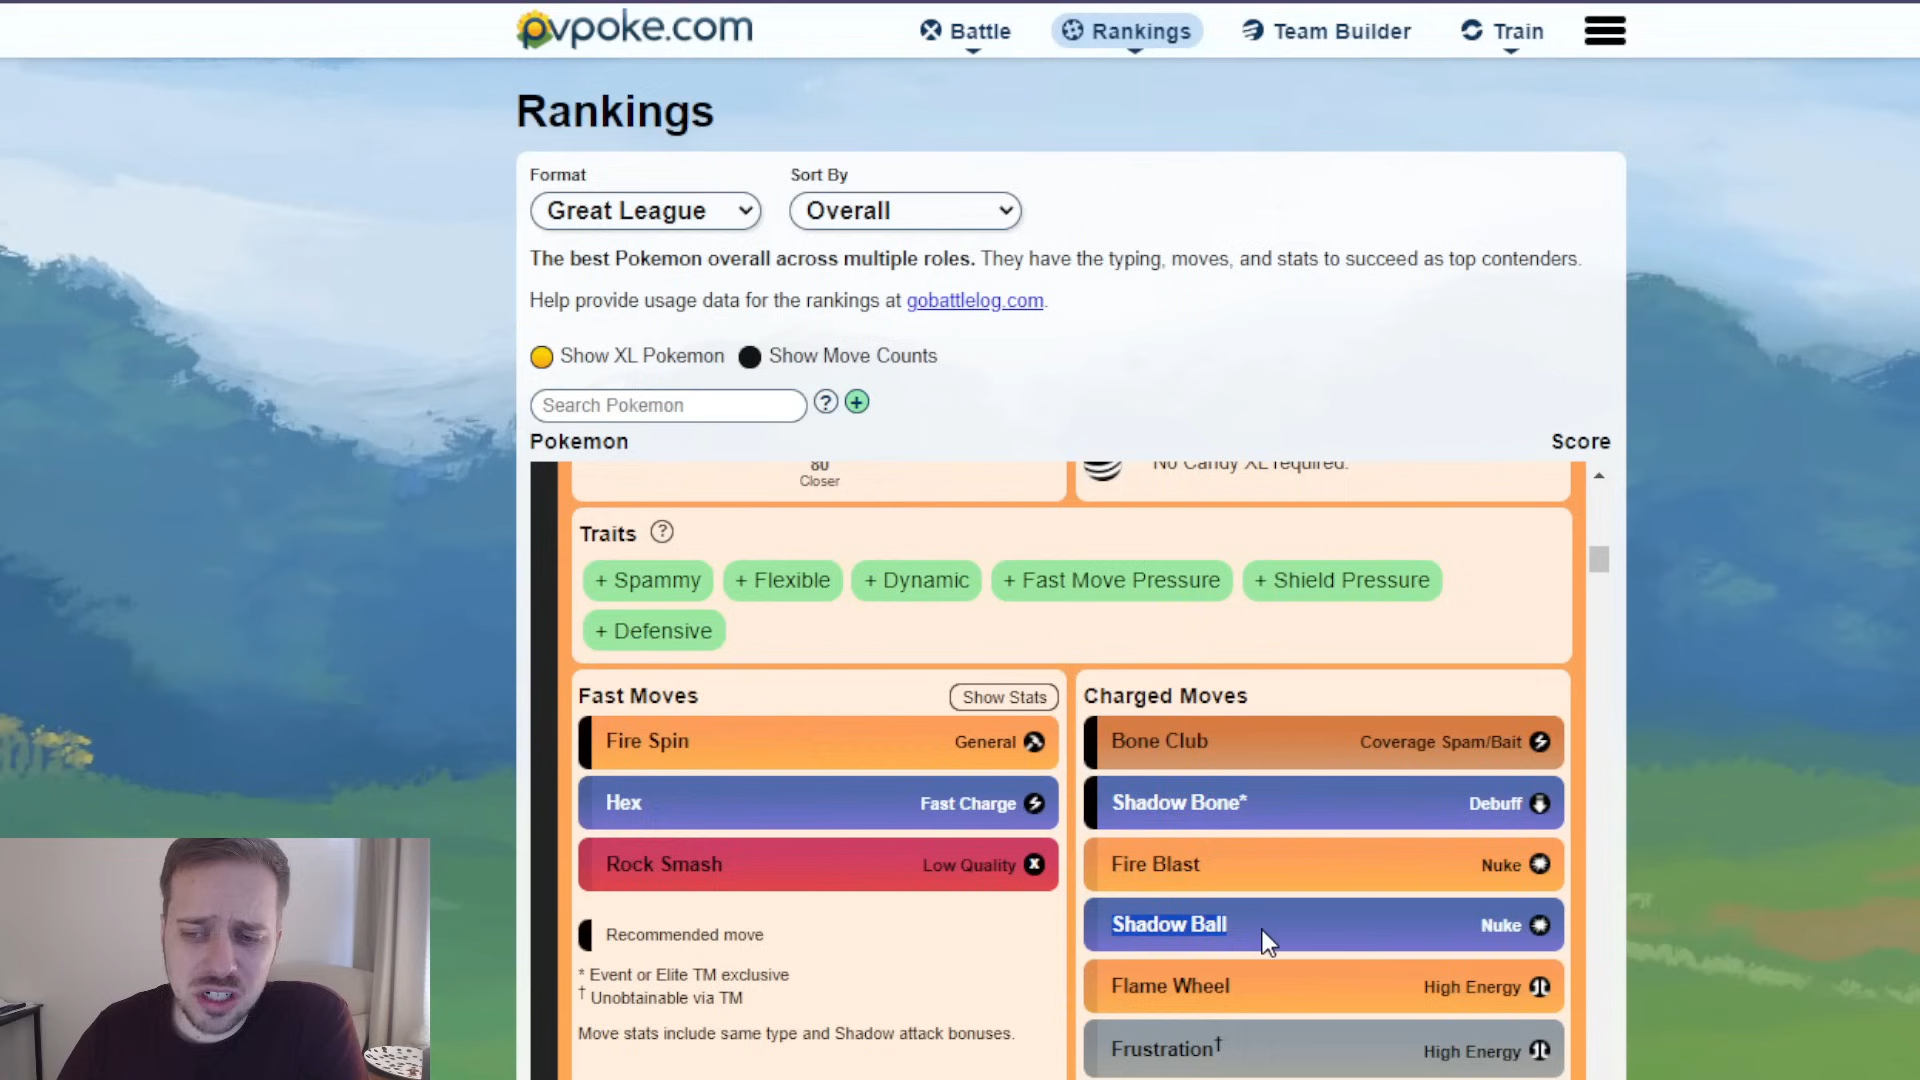 pvpoke.com
Battle
Rankings
Team Builder
Train
Rankings
Format
Sort By
Great League
Overall
The best Pokemon overall across multiple roles. They have the typing, moves, and stats to succeed as top contenders.
Help provide usage data for the rankings at gobattlelog.com.
Show XL Pokemon
Show Move Counts
Search Pokemon
?
+
Pokemon
Score
80
Closer
No Candy XL required.
Traits ?
+ Spammy
+ Flexible
+ Dynamic
+ Fast Move Pressure
+ Shield Pressure
+ Defensive
Fast Moves
Show Stats
Fire Spin
General
Hex
Fast Charge
Rock Smash
Low Quality
Recommended move
* Event or Elite TM exclusive
† Unobtainable via TM
Move stats include same type and Shadow attack bonuses.
Charged Moves
Bone Club
Coverage Spam/Bait
Shadow Bone*
Debuff
Fire Blast
Nuke
Shadow Ball
Nuke
Flame Wheel
High Energy
Frustration†
High Energy